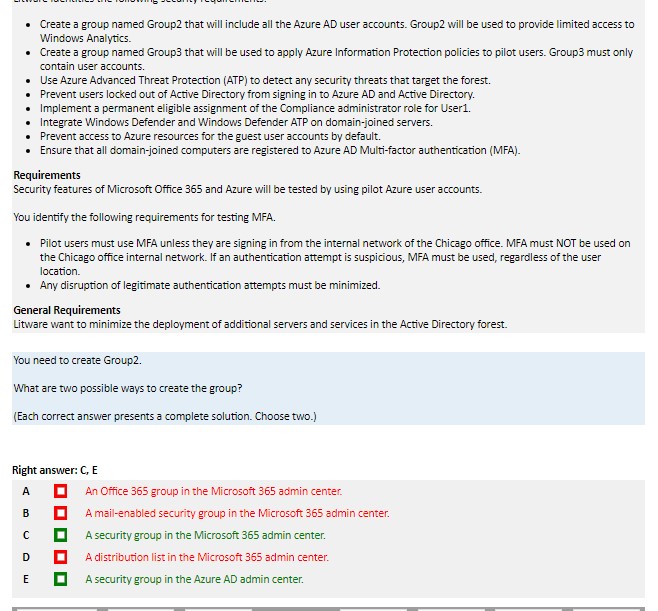 Litware identifies the following security requirements:
• Create a group named Group2 that will include all the Azure AD user accounts. Group2 will be used to provide limited access to
Windows Analytics.
• Create a group named Group3 that will be used to apply Azure Information Protection policies to pilot users. Group3 must only
contain user accounts.
• Use Azure Advanced Threat Protection (ATP) to detect any security threats that target the forest.
• Prevent users locked out of Active Directory from signing in to Azure AD and Active Directory.
• Implement a permanent eligible assignment of the Compliance administrator role for User1.
• Integrate Windows Defender and Windows Defender ATP on domain-joined servers.
• Prevent access to Azure resources for the guest user accounts by default.
• Ensure that all domain-joined computers are registered to Azure AD Multi-factor authentication (MFA).
Requirements
Security features of Microsoft Office 365 and Azure will be tested by using pilot Azure user accounts.
You identify the following requirements for testing MFA.
• Pilot users must use MFA unless they are signing in from the internal network of the Chicago office. MFA must NOT be used on
the Chicago office internal network. If an authentication attempt is suspicious, MFA must be used, regardless of the user
location.
• Any disruption of legitimate authentication attempts must be minimized.
General Requirements
Litware want to minimize the deployment of additional servers and services in the Active Directory forest.
You need to create Group2.
What are two possible ways to create the group?
(Each correct answer presents a complete solution. Choose two.)
Right answer: C, E
A An Office 365 group in the Microsoft 365 admin center.
B A mail-enabled security group in the Microsoft 365 admin center.
C A security group in the Microsoft 365 admin center.
D A distribution list in the Microsoft 365 admin center.
E A security group in the Azure AD admin center.